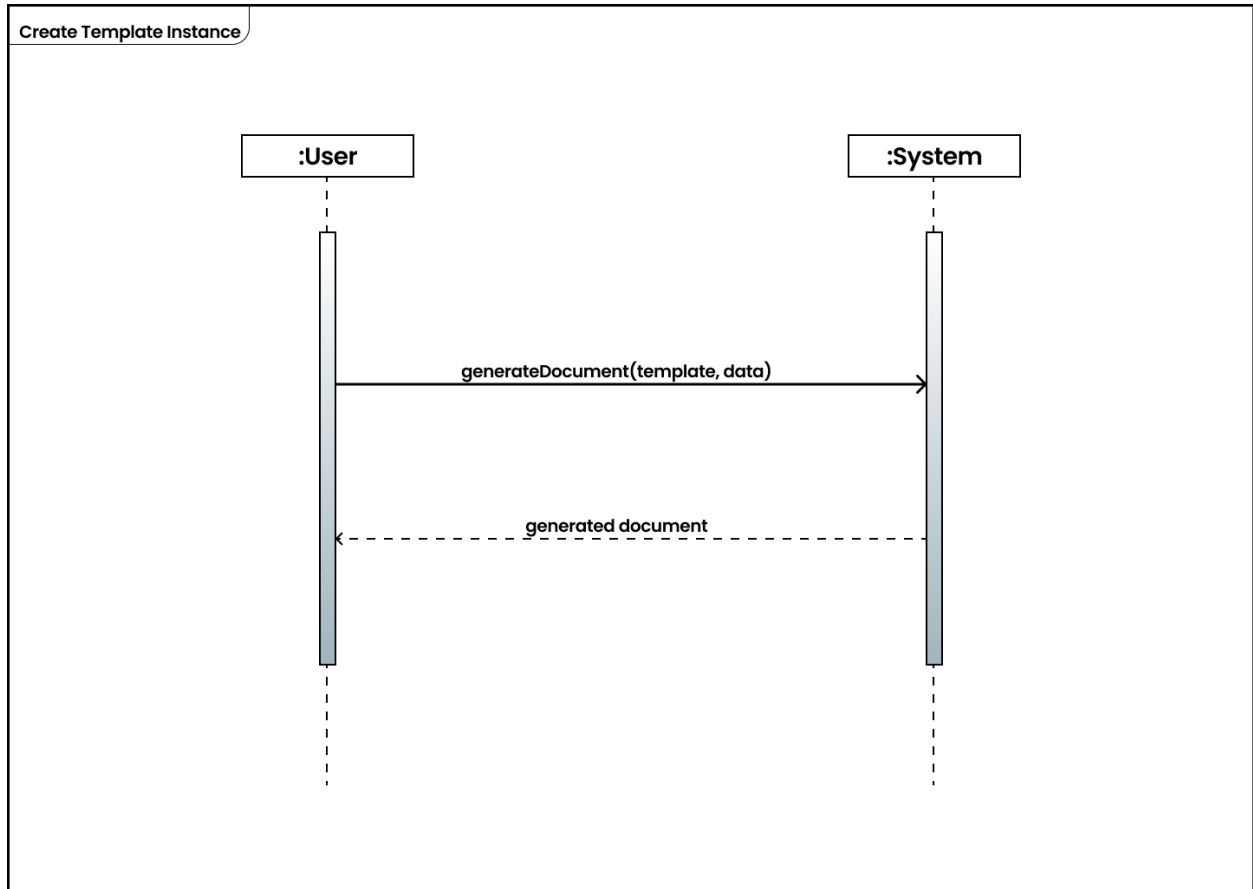 Create Template Instance
:User
:System
generateDocument(template, data)
generated document